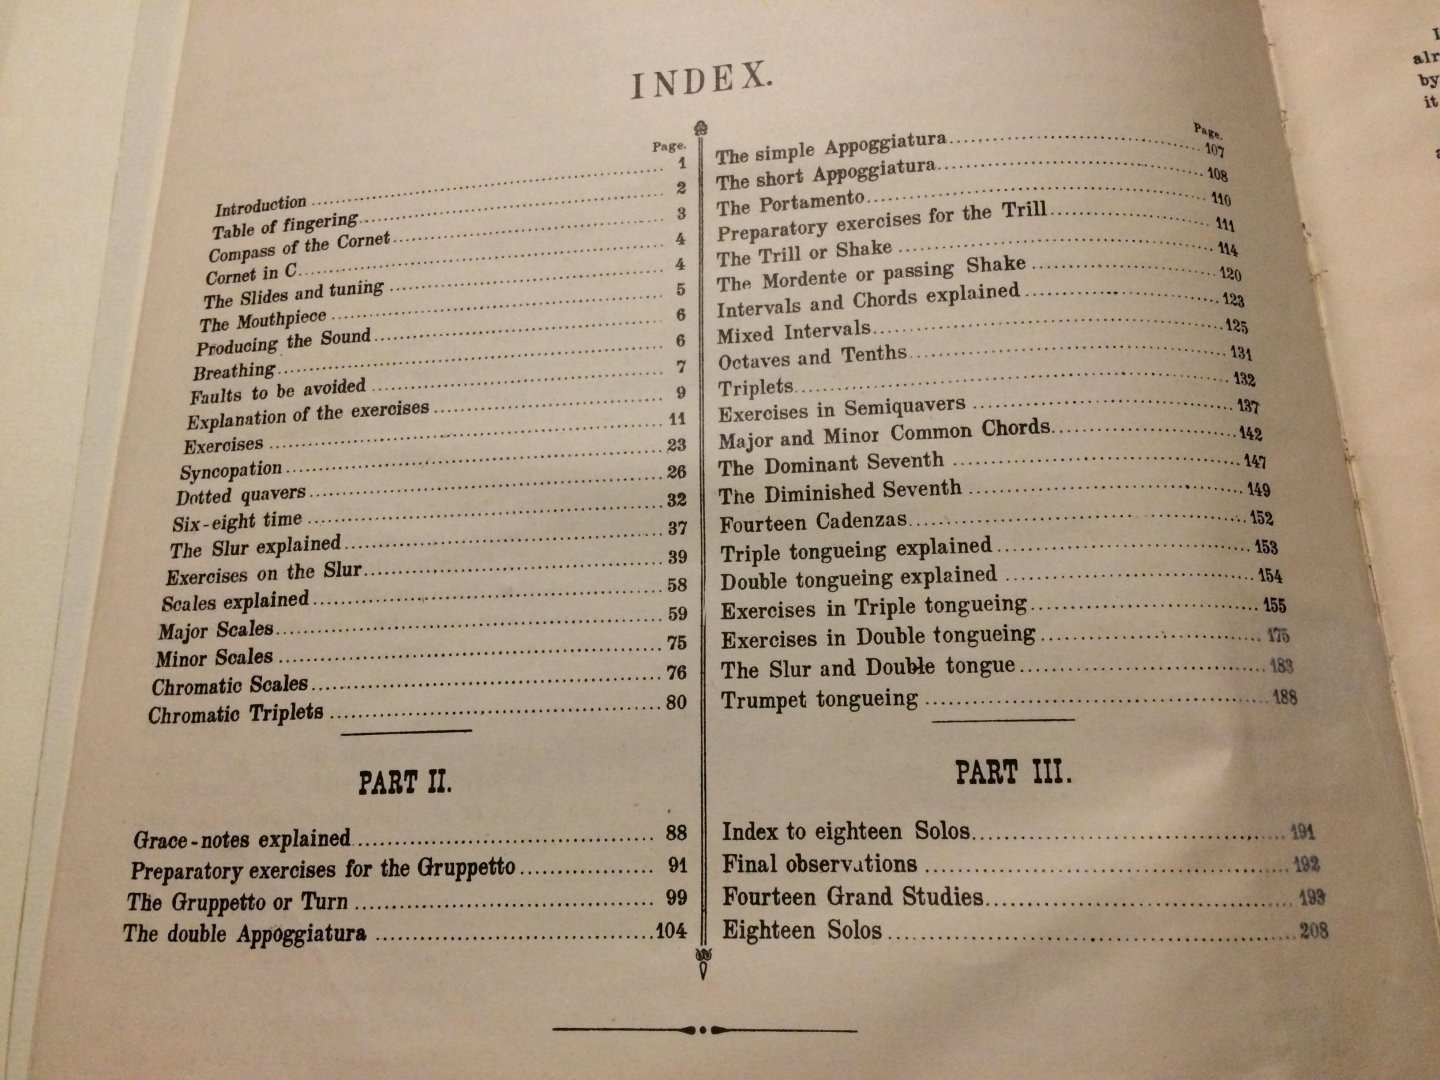 INDEX.
Page.
Introduction 1
Table of fingering 2
Compass of the Cornet 3
Cornet in C 4
The Slides and tuning 4
The Mouthpiece 5
Producing the Sound 6
Breathing 6
Faults to be avoided 7
Explanation of the exercises 9
Exercises 11
Syncopation 23
Dotted quavers 26
Six-eight time 32
The Slur explained 37
Exercises on the Slur 39
Scales explained 58
Major Scales 59
Minor Scales 75
Chromatic Scales 76
Chromatic Triplets 80
PART II.
Grace-notes explained 88
Preparatory exercises for the Gruppetto 91
The Gruppetto or Turn 99
The double Appoggiatura 104
Page.
The simple Appoggiatura 107
The short Appoggiatura 108
The Portamento 110
Preparatory exercises for the Trill 111
The Trill or Shake 114
The Mordente or passing Shake 120
Intervals and Chords explained 123
Mixed Intervals 125
Octaves and Tenths 131
Triplets 132
Exercises in Semiquavers 137
Major and Minor Common Chords 142
The Dominant Seventh 147
The Diminished Seventh 149
Fourteen Cadenzas 152
Triple tongueing explained 153
Double tongueing explained 154
Exercises in Triple tongueing 155
Exercises in Double tongueing 175
The Slur and Double tongue 183
Trumpet tongueing 188
PART III.
Index to eighteen Solos 191
Final observations 192
Fourteen Grand Studies 193
Eighteen Solos 208
by
it